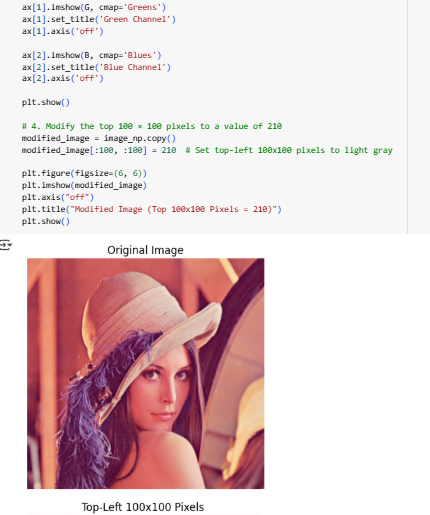 ax[1].imshow(G, cmap='Greens')
ax[1].set_title('Green Channel')
ax[1].axis('off')
ax[2].imshow(B, cmap='Blues')
ax[2].set_title('Blue Channel')
ax[2].axis('off')
plt.show()
# 4. Modify the top 100 × 100 pixels to a value of 210
modified_image = image_np.copy()
modified_image[:100, :100] = 210  # Set top-left 100x100 pixels to light gray
plt.figure(figsize=(6, 6))
plt.imshow(modified_image)
plt.axis("off")
plt.title("Modified Image (Top 100x100 Pixels = 210)")
plt.show()
Original Image
Top-Left 100x100 Pixels